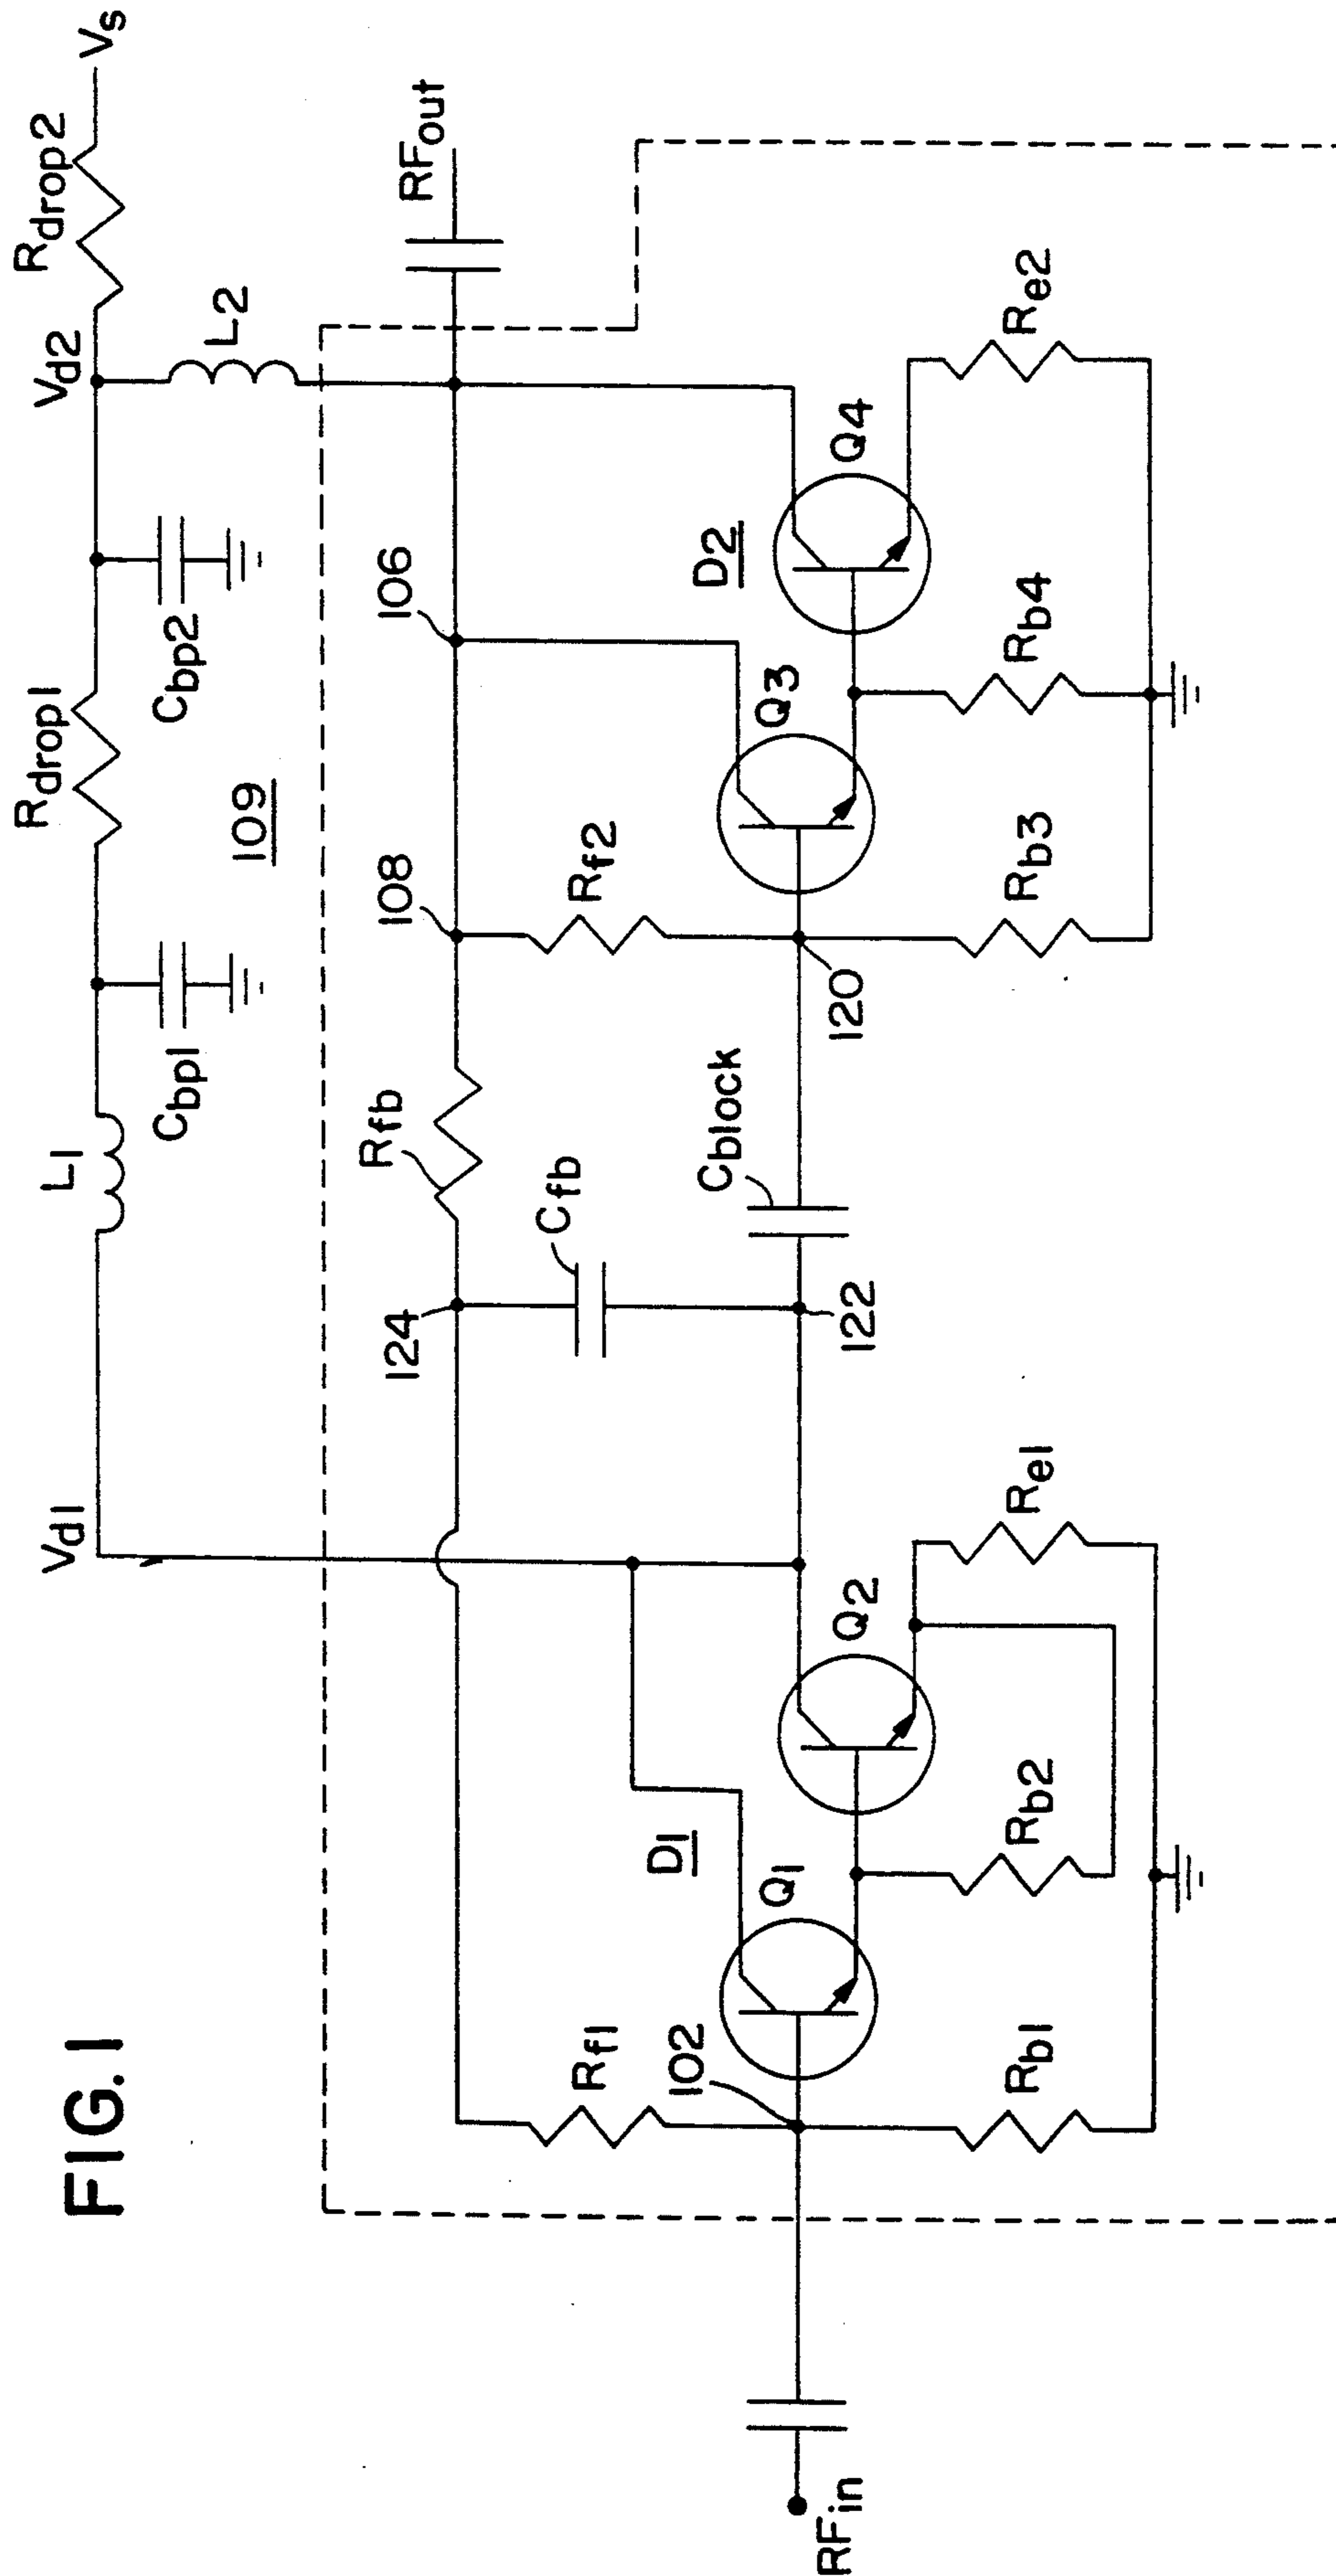 FIG. 1
Vs
Rdrop2
Vd2
L2
RFout
Rdrop1
Cbp2
109
Cbp1
L1
Vd1
106
108
Rfb
124
Cfb
Rf2
Cblock
122
120
Q3
D2
Q4
Re2
Rb4
Rb3
Rf1
102
D1
Q1
Q2
Re1
Rb2
Rb1
RFin